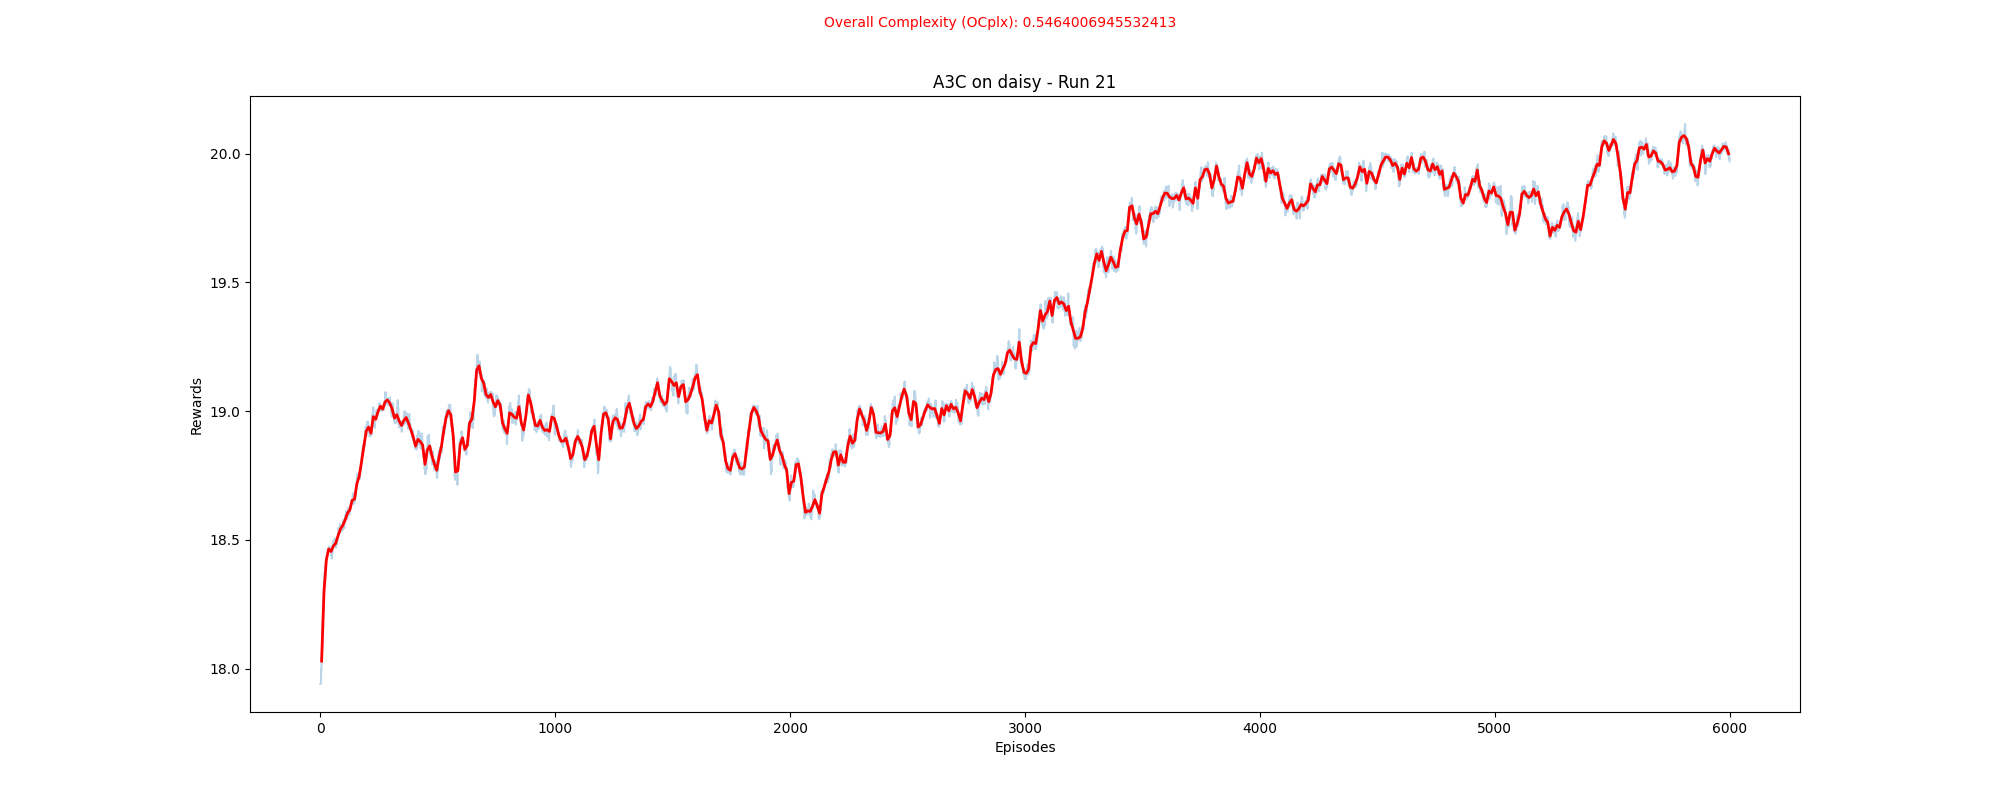 Overall Complexity (OCplx): 0.5464006945532413
A3C on daisy - Run 21
Rewards
20.0
19.5
19.0
18.5
18.0
0 1000 2000 3000 4000 5000 6000
Episodes